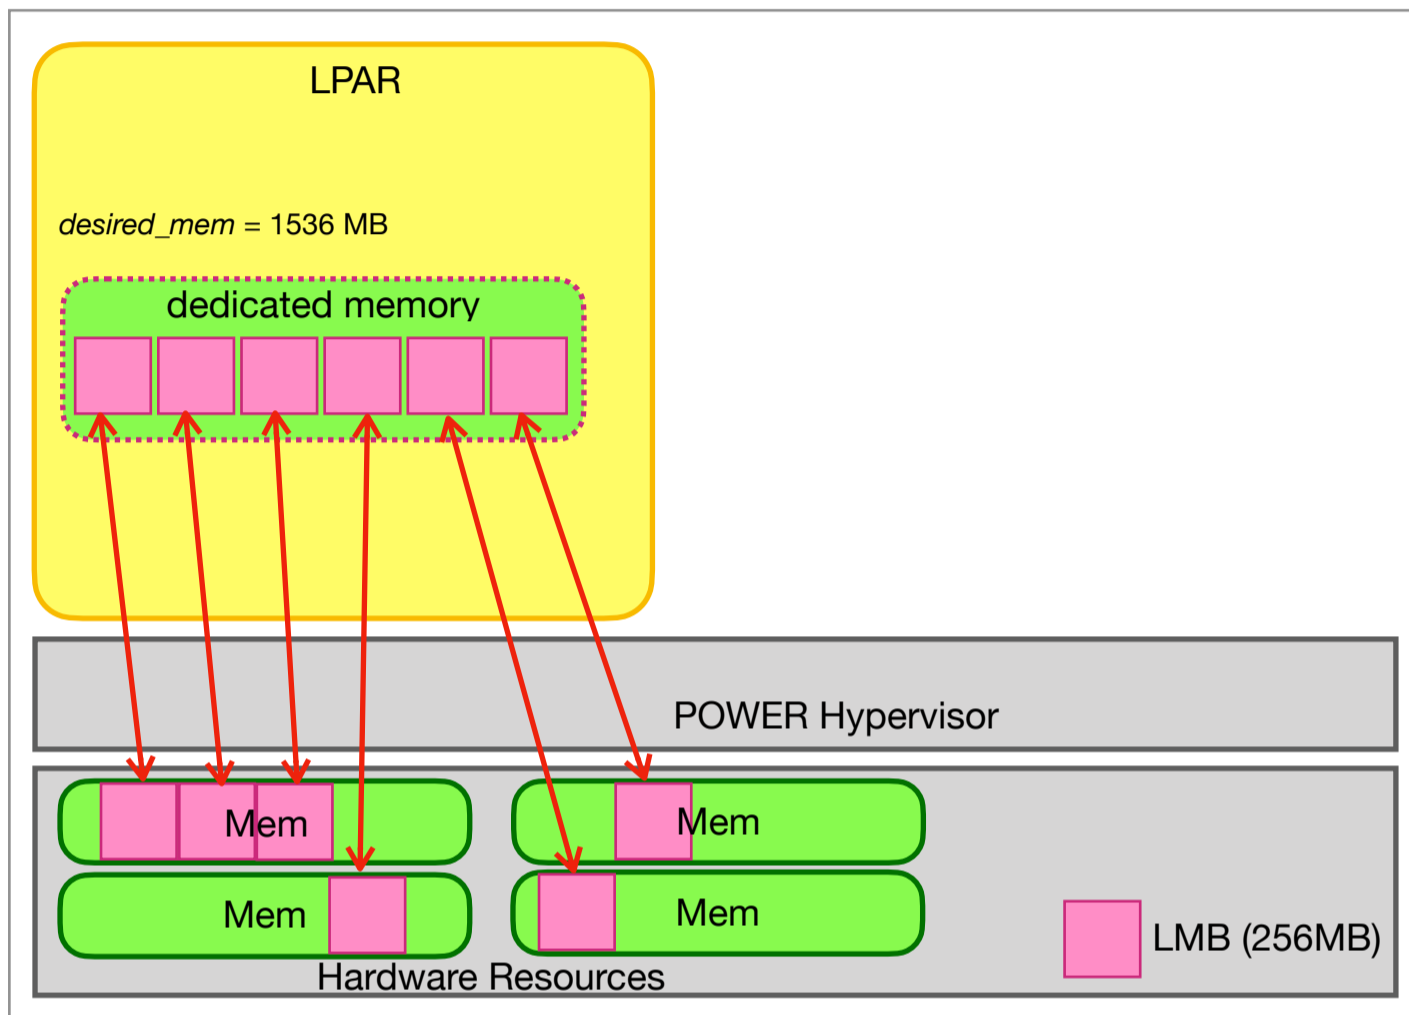 LPAR
desired_mem = 1536 MB
dedicated memory
POWER Hypervisor
Mem
Mem
Mem
Mem
LMB (256MB)
Hardware Resources